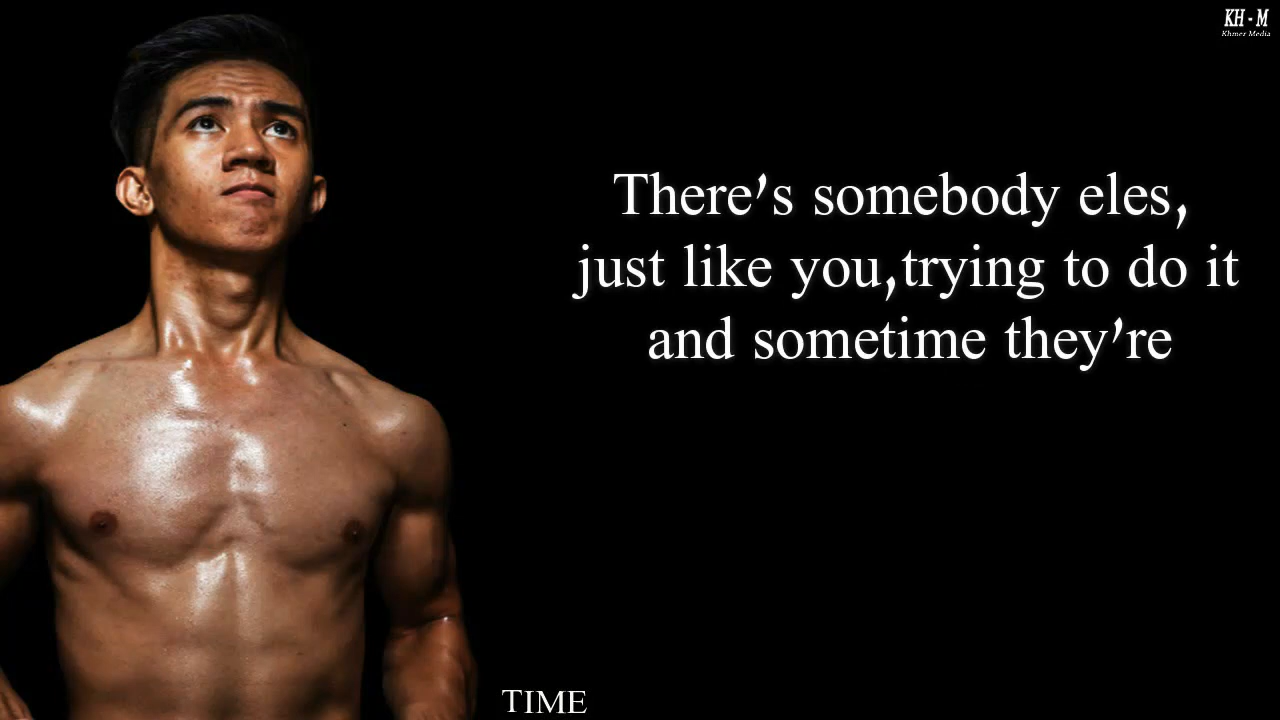 KH - M
Khmer Media
There's somebody eles,
just like you,trying to do it
and sometime they're
TIME